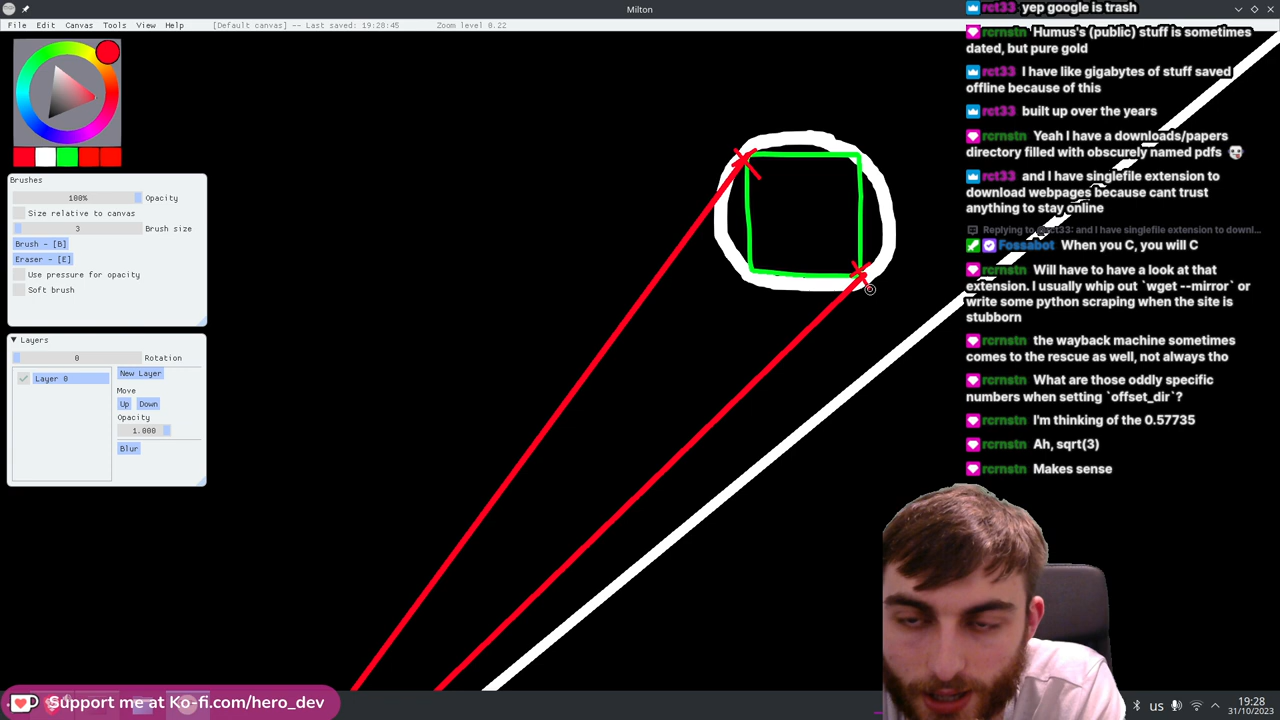 Milton
File Edit Canvas Tools View Help
[Default canvas] -- Last saved: 19:28:45
Zoom level 0.22
Brushes
100% Opacity
Size relative to canvas
3 Brush size
Brush - [B]
Eraser - [E]
Use pressure for opacity
Soft brush
Layers
0 Rotation
Layer 0
New Layer
Move
Up Down
Opacity
1.000
Blur
rct33 yep google is trash
rcrnstn Humus's (public) stuff is sometimes
dated, but pure gold
rct33 I have like gigabytes of stuff saved
offline because of this
rct33 built up over the years
rcrnstn Yeah I have a downloads/papers
directory filled with obscurely named pdfs
rct33 and I have singlefile extension to
download webpages because cant trust
anything to stay online
Replying to @rct33: and I have singlefile extension to downl...
Fossabot When you C, you will C
rcrnstn Will have to have a look at that
extension. I usually whip out `wget --mirror` or
write some python scraping when the site is
stubborn
rcrnstn the wayback machine sometimes
comes to the rescue as well, not always tho
rcrnstn What are those oddly specific
numbers when setting `offset_dir`?
rcrnstn I'm thinking of the 0.57735
rcrnstn Ah, sqrt(3)
rcrnstn Makes sense
Support me at Ko-fi.com/hero_dev
US
19:28
31/10/2023